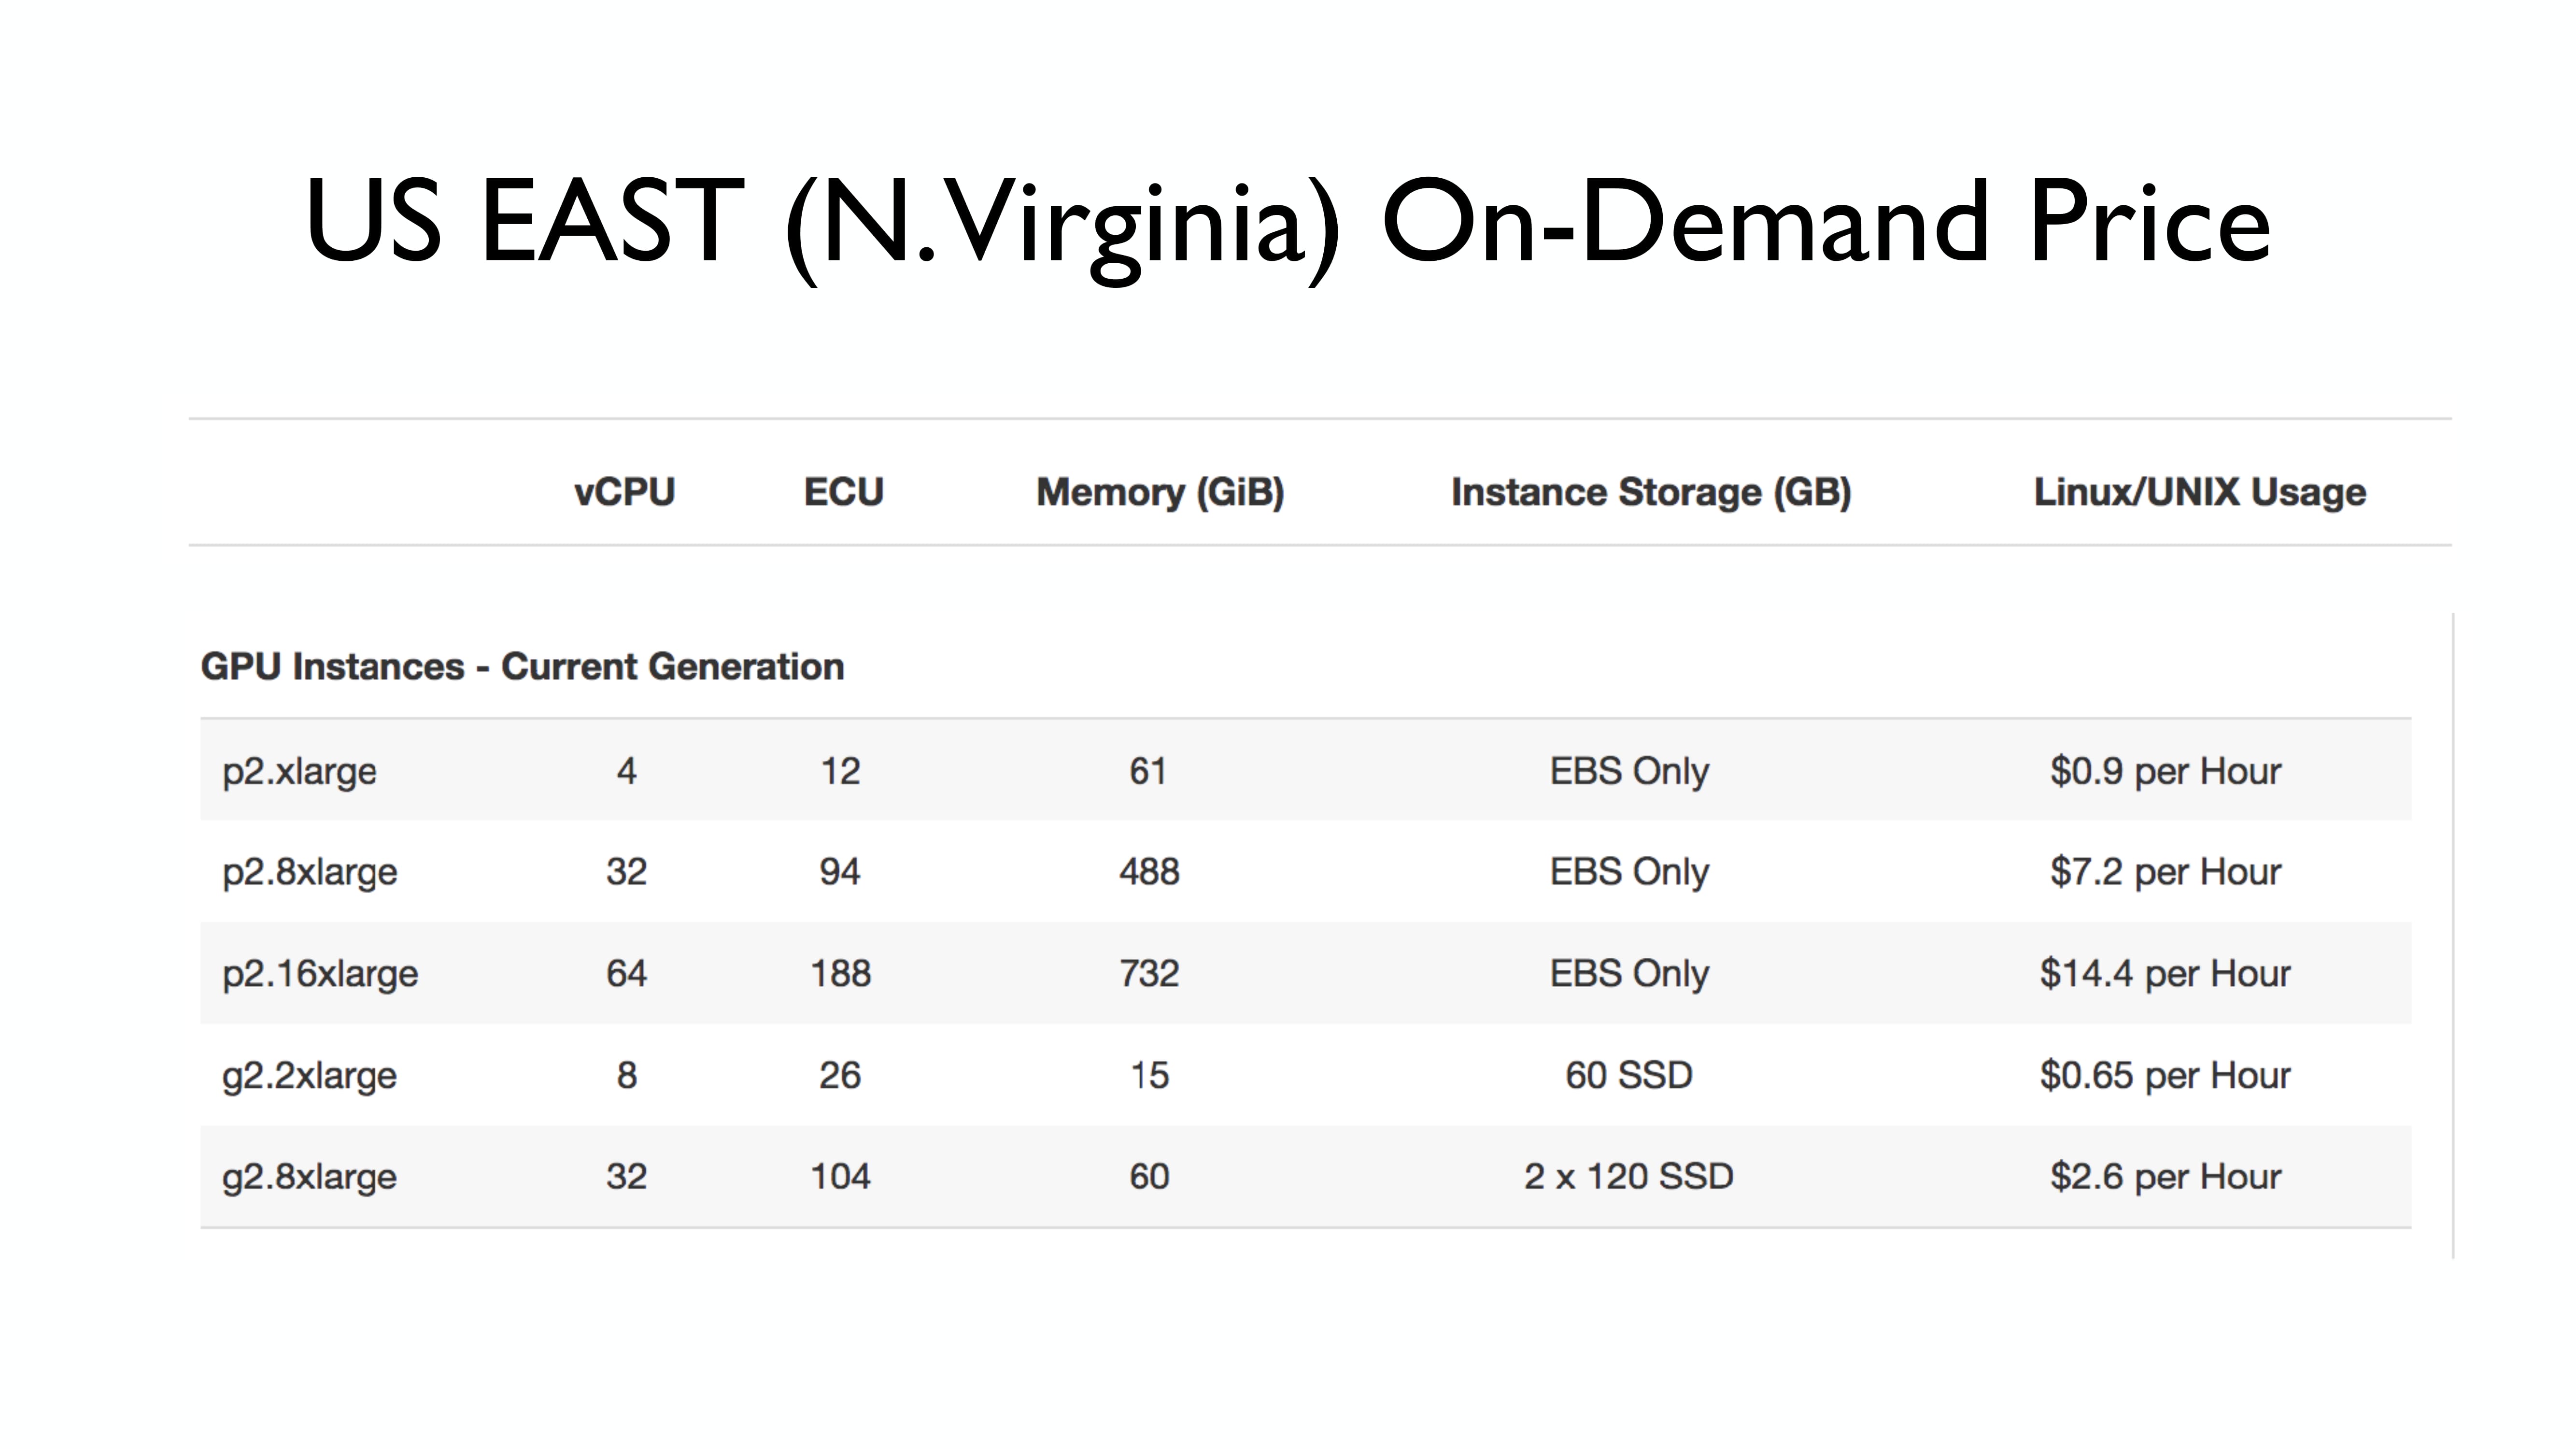 US EAST (N. Virginia) On-Demand Price
vCPU ECU Memory (GiB) Instance Storage (GB) Linux/UNIX Usage
GPU Instances - Current Generation
p2.xlarge 4 12 61 EBS Only $0.9 per Hour
p2.8xlarge 32 94 488 EBS Only $7.2 per Hour
p2.16xlarge 64 188 732 EBS Only $14.4 per Hour
g2.2xlarge 8 26 15 60 SSD $0.65 per Hour
g2.8xlarge 32 104 60 2 x 120 SSD $2.6 per Hour